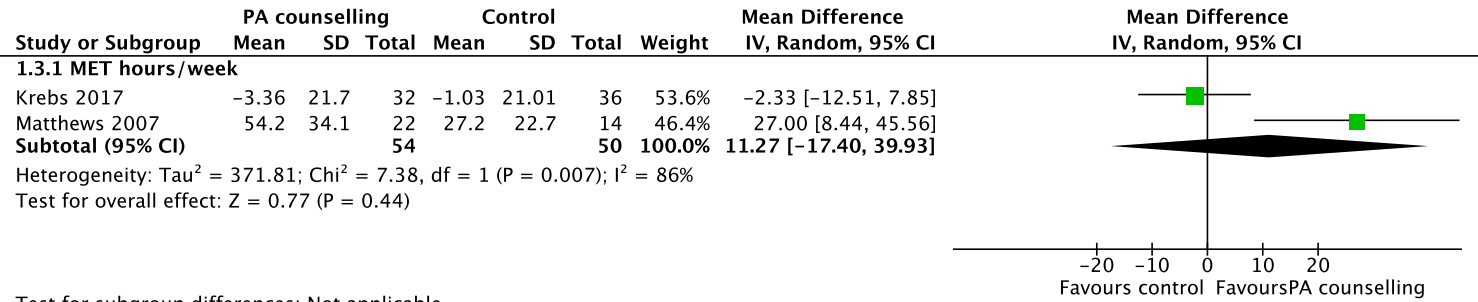 PA counselling Control Mean Difference Mean Difference
Study or Subgroup Mean SD Total Mean SD Total Weight IV, Random, 95% CI IV, Random, 95% CI
1.3.1 MET hours/week
Krebs 2017 −3.36 21.7 32 −1.03 21.01 36 53.6% -2.33 [-12.51, 7.85]
Matthews 2007 54.2 34.1 22 27.2 22.7 14 46.4% 27.00 [8.44, 45.56]
Subtotal (95% CI) 54 50 100.0% 11.27 [-17.40, 39.93]
Heterogeneity: Tau² = 371.81; Chi² = 7.38, df = 1 (P = 0.007); I² = 86%
Test for overall effect: Z = 0.77 (P = 0.44)
−20 −10 0 10 20
Favours control FavoursPA counselling
Test for subgroup differences: Not applicable